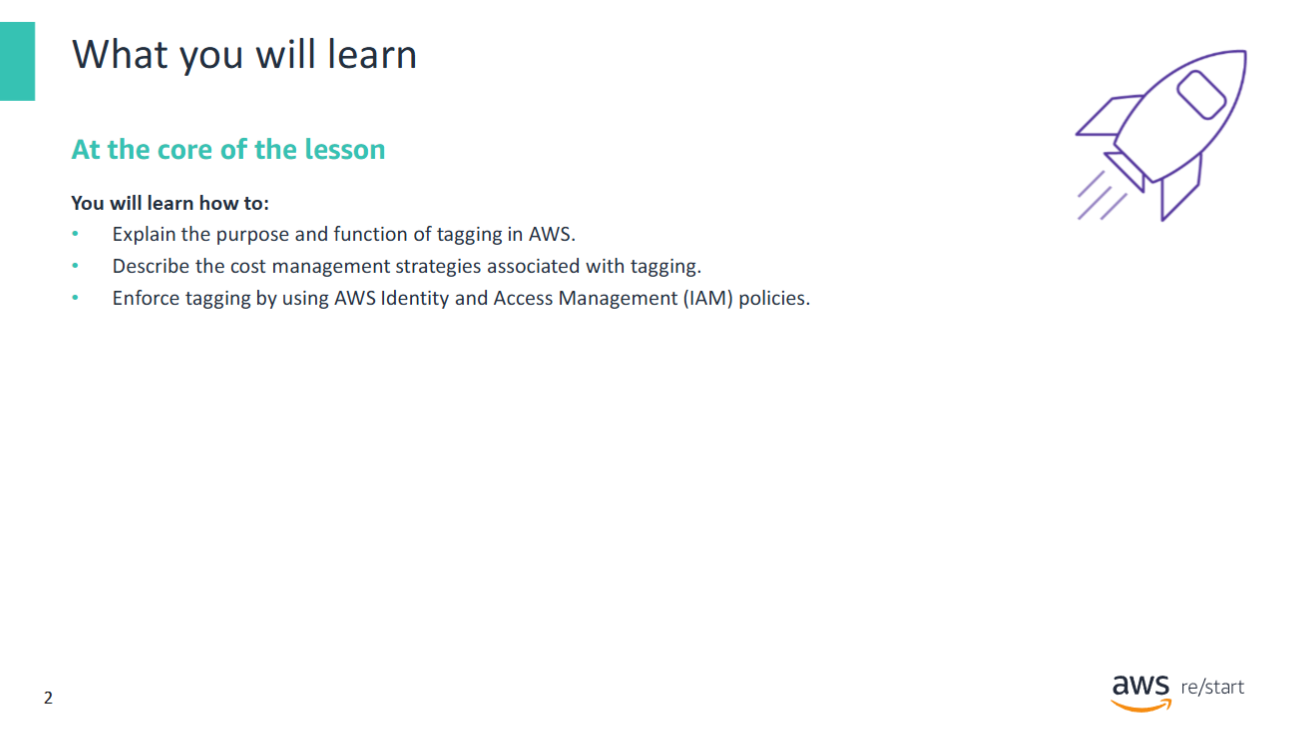 What you will learn
At the core of the lesson
You will learn how to:
• Explain the purpose and function of tagging in AWS.
• Describe the cost management strategies associated with tagging.
• Enforce tagging by using AWS Identity and Access Management (IAM) policies.
2
aws re/start